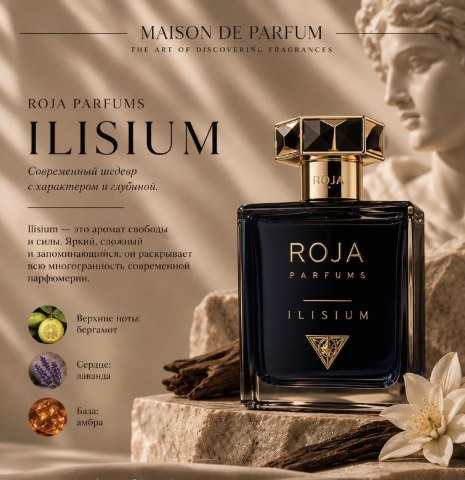 MAISON DE PARFUM
THE ART OF DISCOVERING FRAGRANCES
ROJA PARFUMS
ILISIUM
Современный шедевр
с характером и глубиной.
Ilisium — это аромат свободы
и силы. Яркий, сложный
и запоминающийся, он раскрывает
всю многогранность современной
парфюмерии.
Верхние ноты:
бергамот
Сердце:
лаванда
База:
амбра
ROJA
ROJA
PARFUMS
ILISIUM